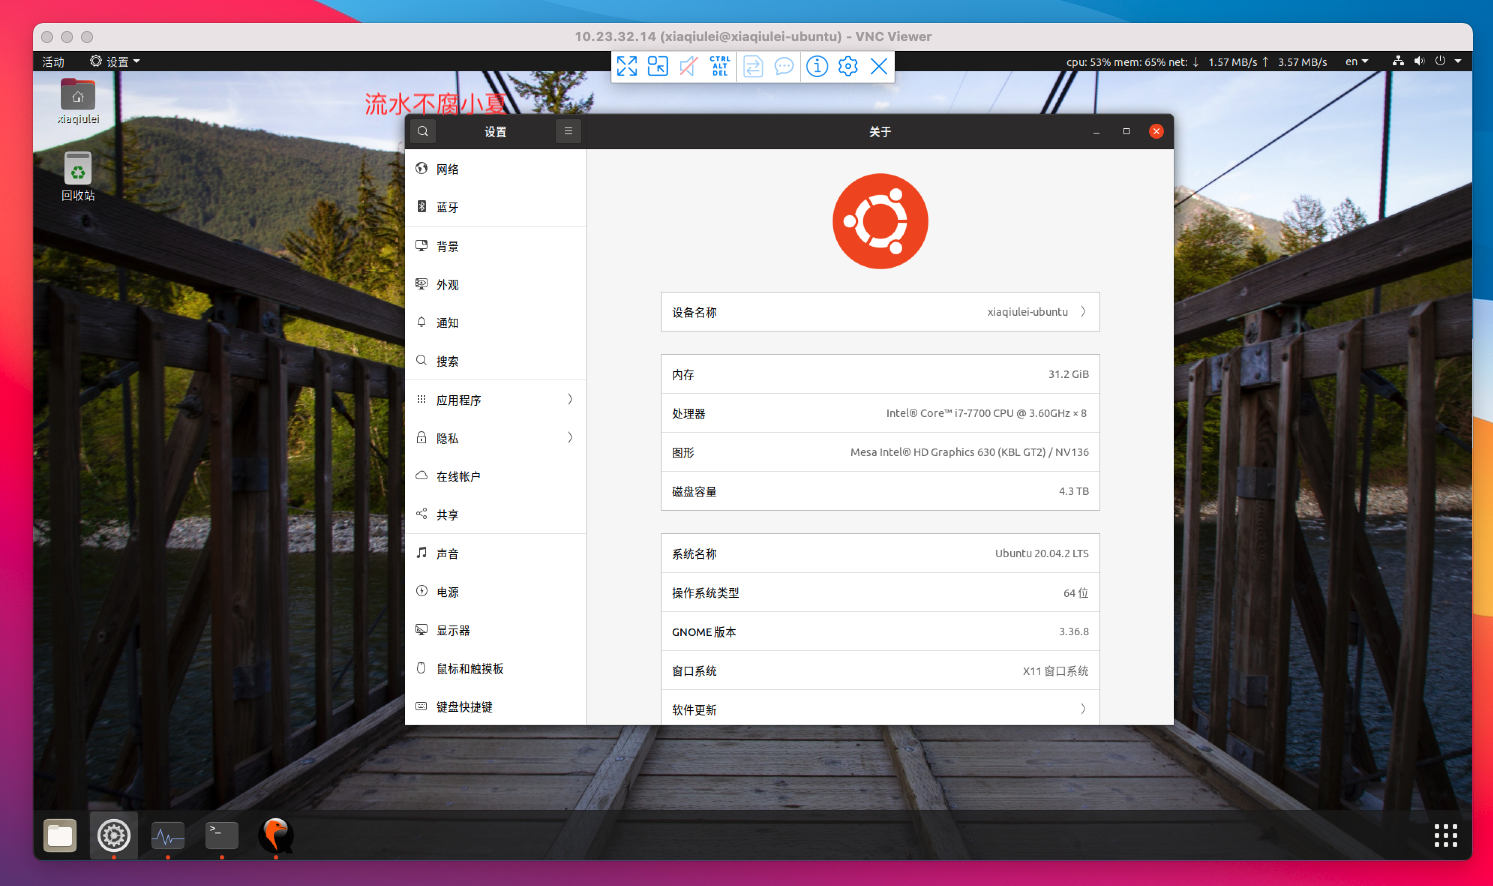 10.23.32.14 (xiaqiulei@xiaqiulei-ubuntu) - VNC Viewer
活动
设置
CTRL
ALT
DEL
cpu: 53% mem: 65% net: ↓ 1.57 MB/s ↑ 3.57 MB/s
en
xiaqiulei
回收站
流水不腐小夏
设置
关于
网络
蓝牙
背景
外观
通知
搜索
应用程序
隐私
在线帐户
共享
声音
电源
显示器
鼠标和触摸板
键盘快捷键
设备名称 xiaqiulei-ubuntu
内存 31.2 GiB
处理器 Intel® Core™ i7-7700 CPU @ 3.60GHz × 8
图形 Mesa Intel® HD Graphics 630 (KBL GT2) / NV136
磁盘容量 4.3 TB
系统名称 Ubuntu 20.04.2 LTS
操作系统类型 64 位
GNOME 版本 3.36.8
窗口系统 X11 窗口系统
软件更新